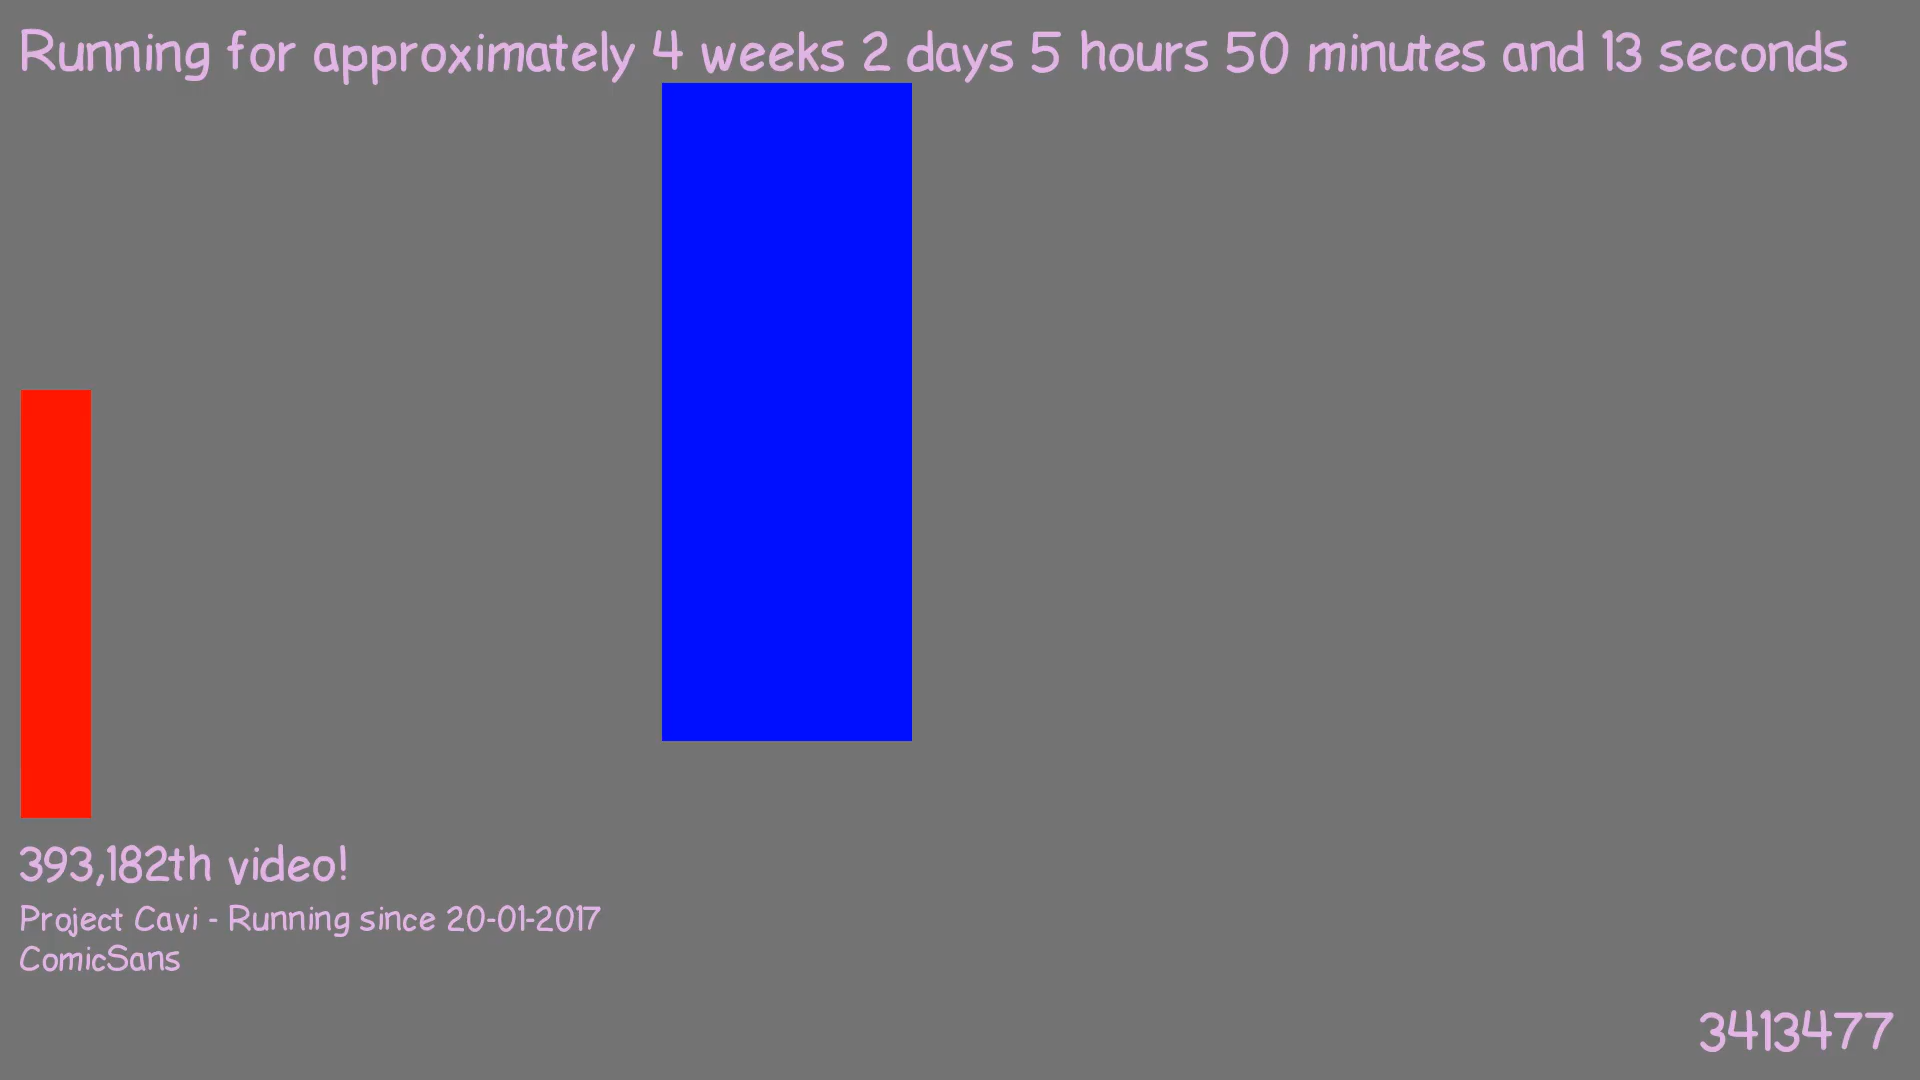 Running for approximately 4 weeks 2 days 5 hours 50 minutes and 13 seconds
393,182th video!
Project Cavi - Running since 20-01-2017
ComicSans
3413477